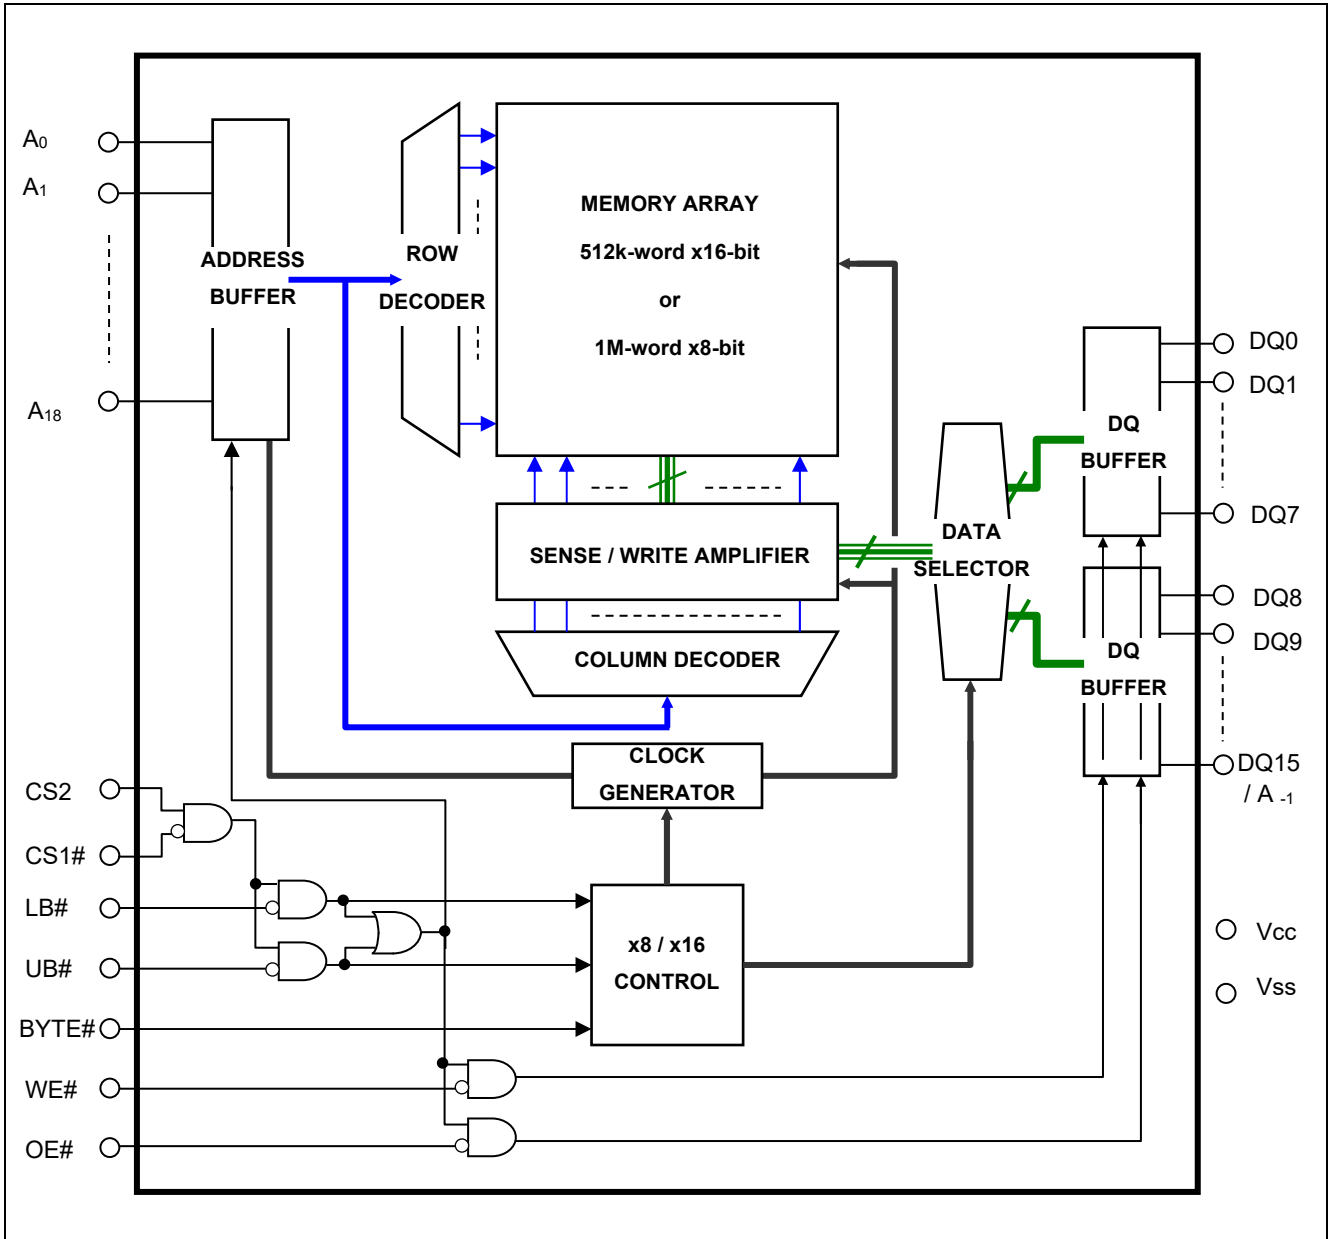 A0
A1
A18
ADDRESS
BUFFER
ROW
DECODER
MEMORY ARRAY
512k-word x16-bit
or
1M-word x8-bit
SENSE / WRITE AMPLIFIER
COLUMN DECODER
CLOCK
GENERATOR
x8 / x16
CONTROL
DATA
SELECTOR
DQ
BUFFER
DQ
BUFFER
DQ0
DQ1
DQ7
DQ8
DQ9
DQ15
/ A -1
Vcc
Vss
CS2
CS1#
LB#
UB#
BYTE#
WE#
OE#